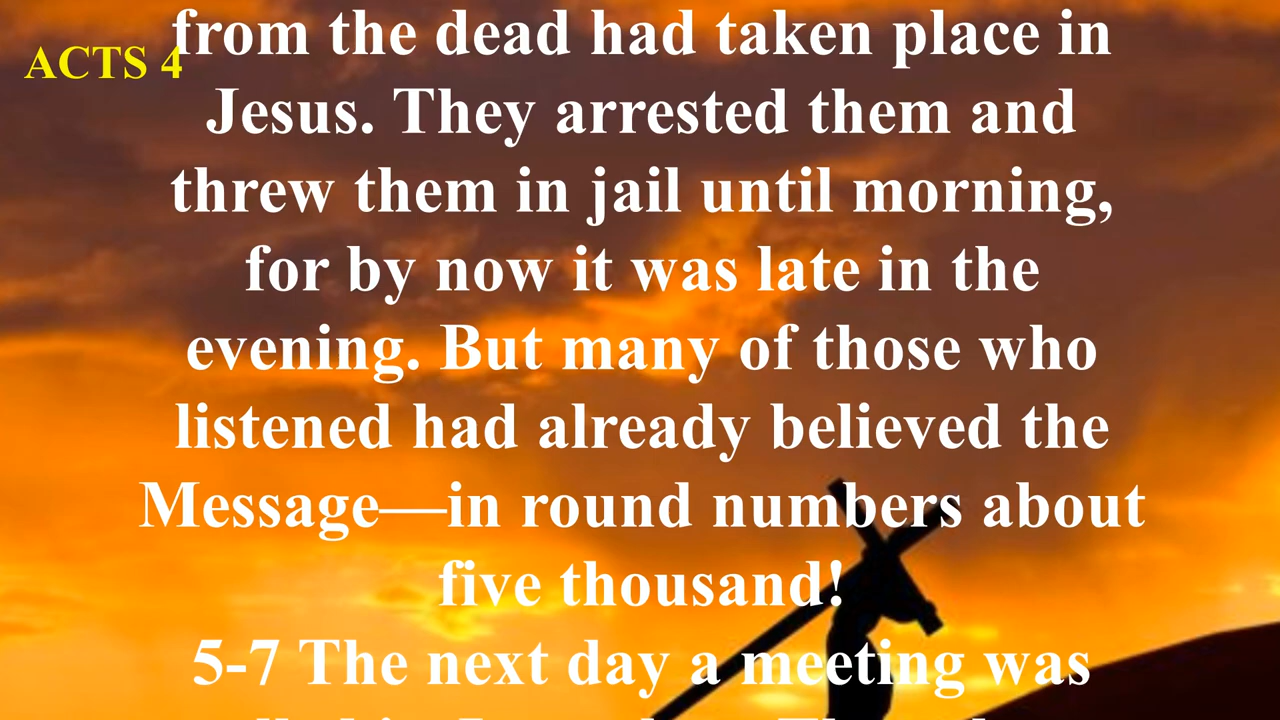 ACTS 4
from the dead had taken place in
Jesus. They arrested them and
threw them in jail until morning,
for by now it was late in the
evening. But many of those who
listened had already believed the
Message—in round numbers about
five thousand!
5-7 The next day a meeting was